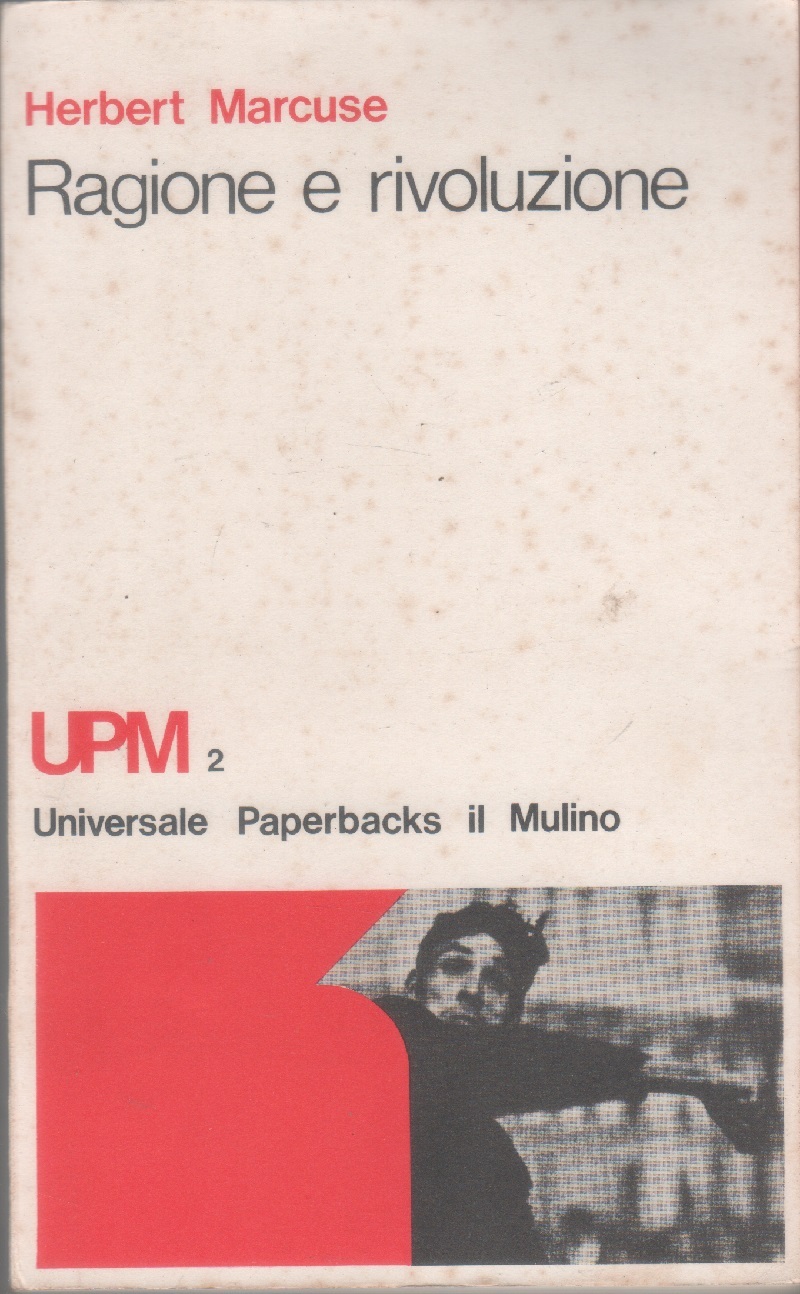 Herbert Marcuse
Ragione e rivoluzione
UPM 2
Universale Paperbacks il Mulino